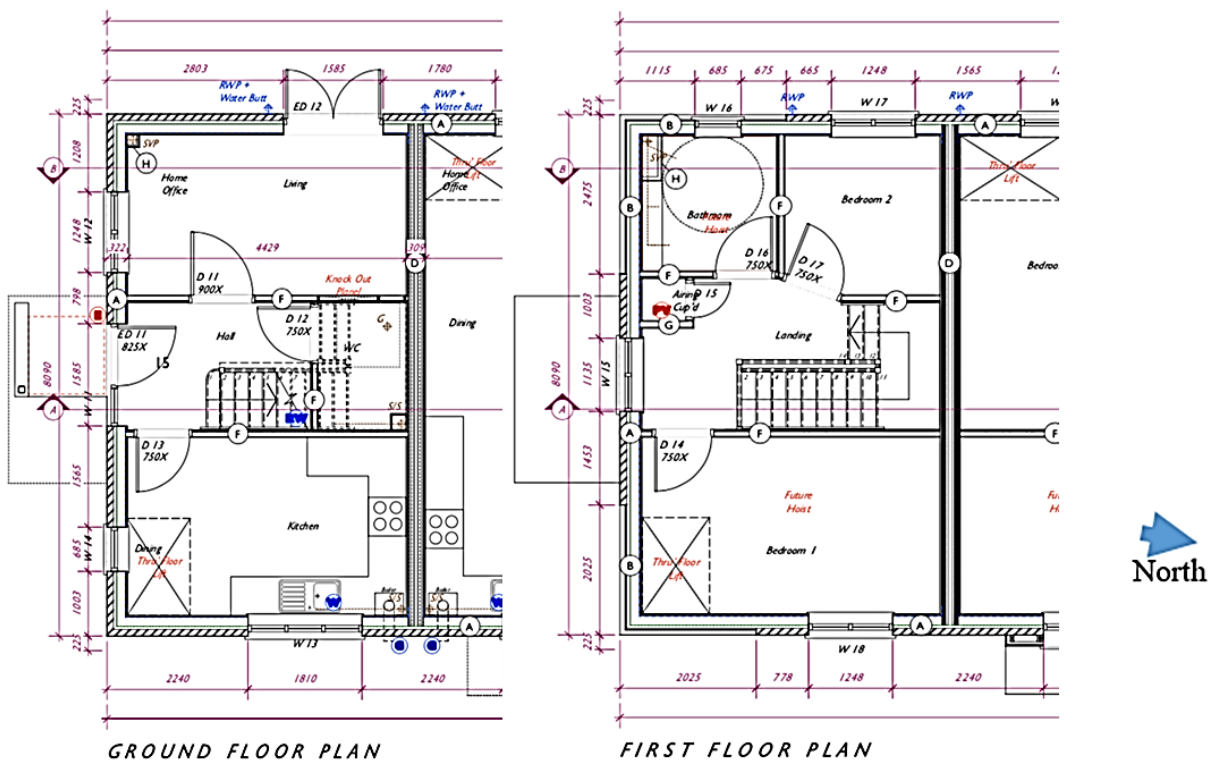 2803
1585
1780
RWP +
Water Butt
ED 12
RWP +
Water Butt
225
A
1208
SVP
H
B
Home
Office
Living
Thru' Floor
Lift
Home
Office
1248
W 12
322
4429
309
D
D 11
900X
Knock Out
Panel
798
A
F
ED 11
825X
Hall
D 12
750X
G
WC
Dining
15
8090
1585
A
F
S/S
F
D 13
750X
1565
Kitchen
Dining
Thru' Floor
Lift
685
W 14
1003
W
S/S
S/S
W
A
225
W 13
2240
1810
2240
GROUND FLOOR PLAN
1115
685
675
665
1248
1565
W 16
RWP
W 17
RWP
225
B
A
SVP
H
B
Thru' Floor
Lift
2475
B
Bathroom
Future
Hoist
F
Bedroom 2
D 16
750X
D 17
750X
D
Bedroo
F
Airing
Cup'd
D 15
F
1003
G
Landing
8090
1135
W 15
A
A
F
F
D 14
750X
1453
Future
Hoist
Fu
H
Bedroom 1
Thru' Floor
Lift
B
2025
A
225
W 18
2025
778
1248
2240
FIRST FLOOR PLAN
North